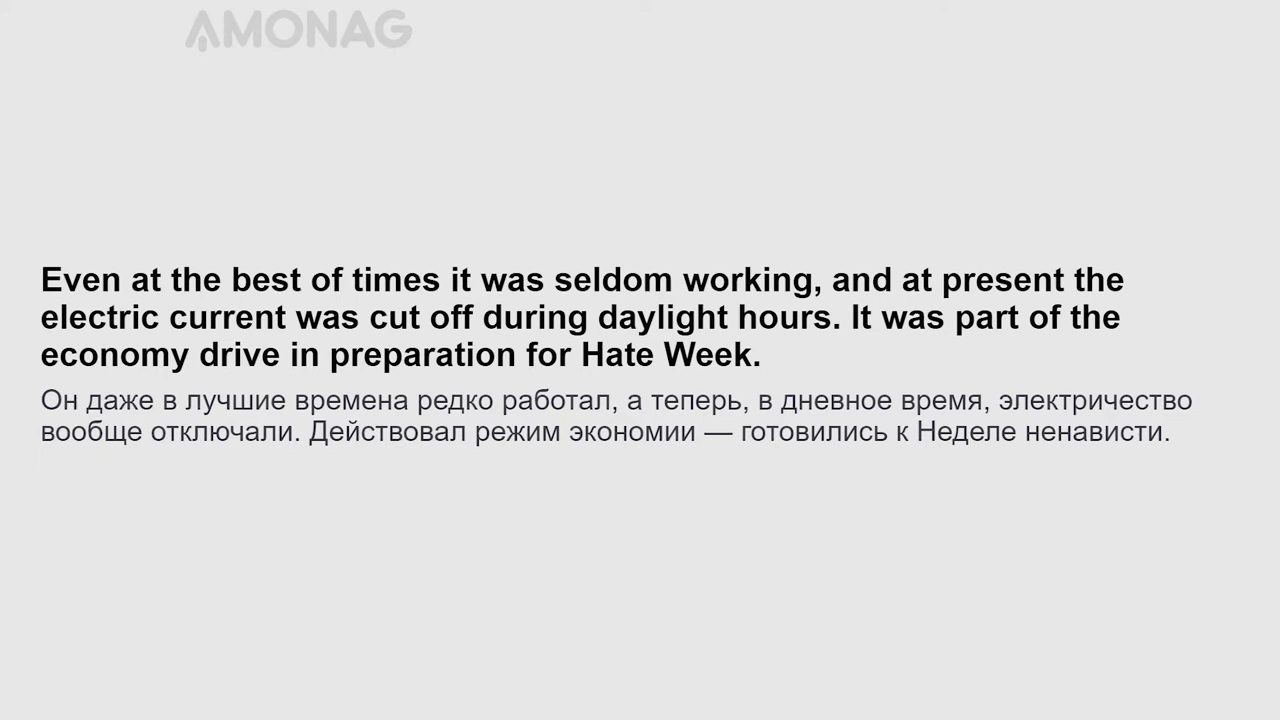 AMONAG
Even at the best of times it was seldom working, and at present the
electric current was cut off during daylight hours. It was part of the
economy drive in preparation for Hate Week.
Он даже в лучшие времена редко работал, а теперь, в дневное время, электричество
вообще отключали. Действовал режим экономии — готовились к Неделе ненависти.